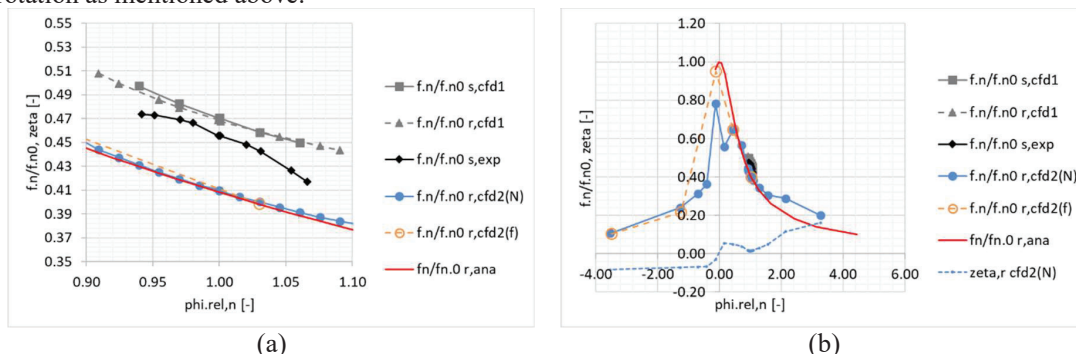 rotation as mentioned above.
f.n/f.n0, zeta [-]
0.55
0.53
0.51
0.49
0.47
0.45
0.43
0.41
0.39
0.37
0.35
0.90
0.95
1.00
1.05
1.10
phi.rel,n [-]
f.n/f.n0 s,cfd1
f.n/f.n0 r,cfd1
f.n/f.n0 s,exp
f.n/f.n0 r,cfd2(N)
f.n/f.n0 r,cfd2(f)
fn/fn.0 r,ana
(a)
f.n/f.n0, zeta [-]
1.20
1.00
0.80
0.60
0.40
0.20
0.00
-0.20
-4.00
-2.00
0.00
2.00
4.00
6.00
phi.rel,n [-]
f.n/f.n0 s,cfd1
f.n/f.n0 r,cfd1
f.n/f.n0 s,exp
f.n/f.n0 r,cfd2(N)
f.n/f.n0 r,cfd2(f)
fn/fn.0 r,ana
zeta,r cfd2(N)
(b)